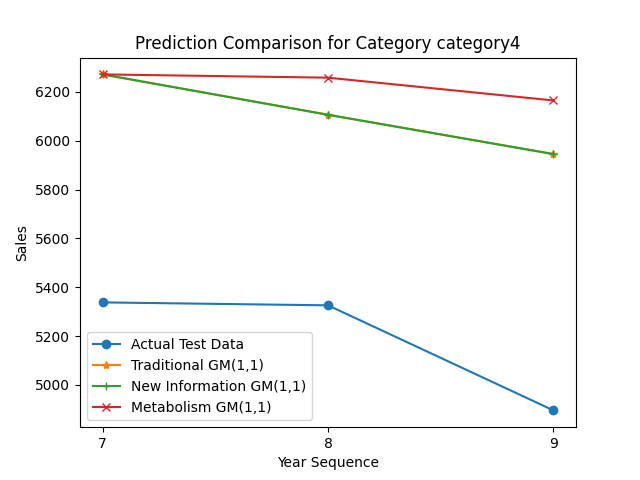 Prediction Comparison for Category category4
Sales
6200
6000
5800
5600
5400
5200
5000
Actual Test Data
Traditional GM(1,1)
New Information GM(1,1)
Metabolism GM(1,1)
7
8
9
Year Sequence